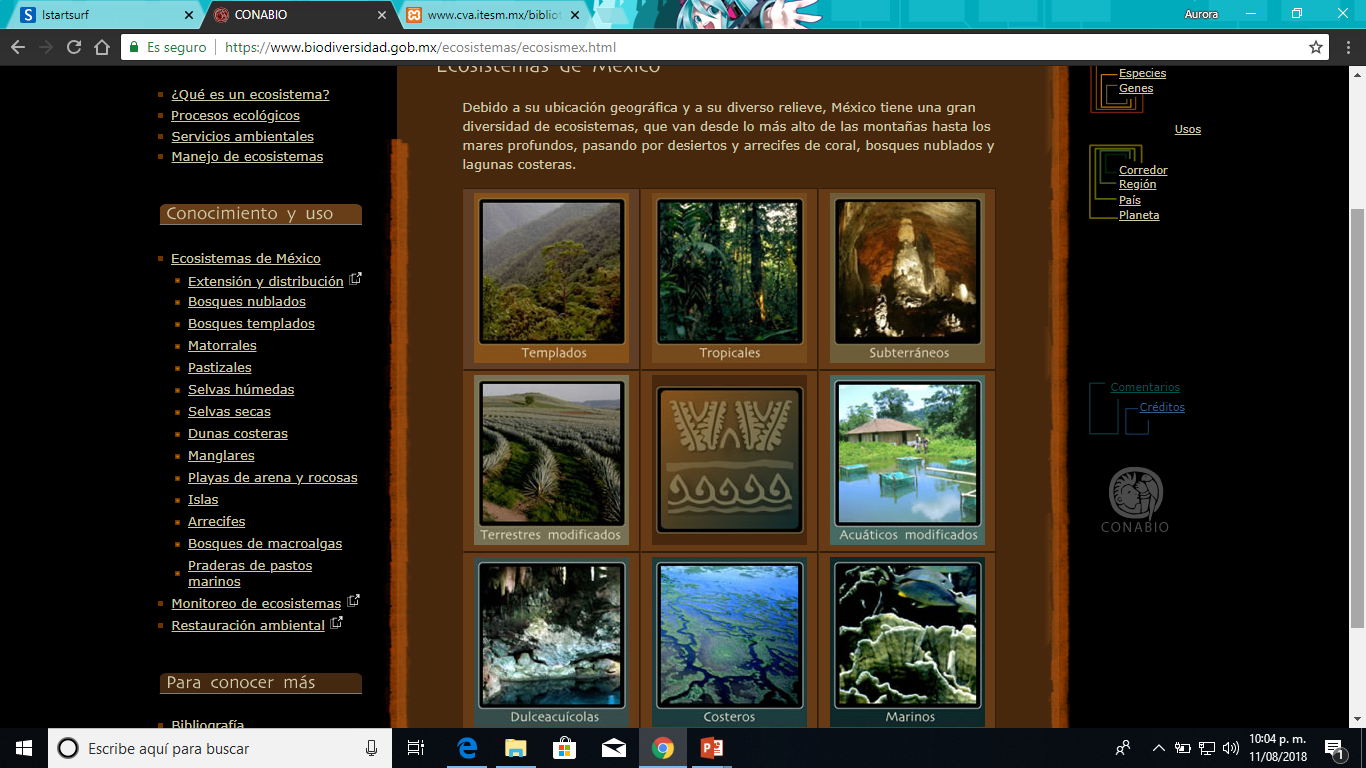 Istartsurf
CONABIO
www.cva.itesm.mx/bibliot
Aurora
Es seguro
https://www.biodiversidad.gob.mx/ecosistemas/ecosismex.html
¿Qué es un ecosistema?
Procesos ecológicos
Servicios ambientales
Manejo de ecosistemas
Conocimiento y uso
Ecosistemas de México
Extensión y distribución
Bosques nublados
Bosques templados
Matorrales
Pastizales
Selvas húmedas
Selvas secas
Dunas costeras
Manglares
Playas de arena y rocosas
Islas
Arrecifes
Bosques de macroalgas
Praderas de pastos
marinos
Monitoreo de ecosistemas
Restauración ambiental
Para conocer más
Bibliografía
Ecosistemas de México
Debido a su ubicación geográfica y a su diverso relieve, México tiene una gran
diversidad de ecosistemas, que van desde lo más alto de las montañas hasta los
mares profundos, pasando por desiertos y arrecifes de coral, bosques nublados y
lagunas costeras.
Templados
Tropicales
Subterráneos
Terrestres modificados
Acuáticos modificados
Dulceacuícolas
Costeros
Marinos
Especies
Genes
Usos
Corredor
Región
País
Planeta
Comentarios
Créditos
CONABIO
Escribe aquí para buscar
10:04 p. m.
11/08/2018
1